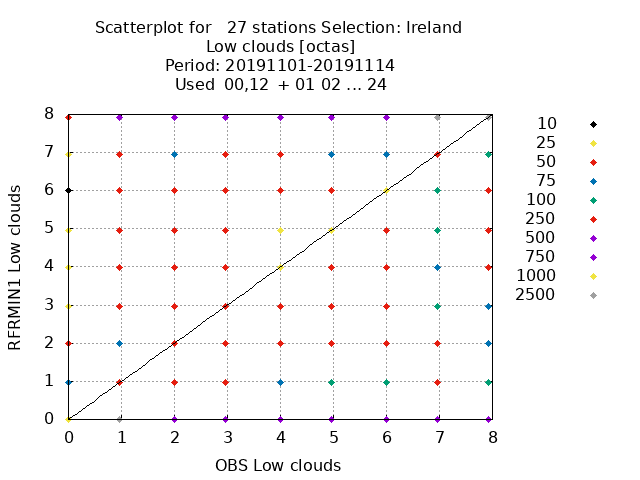 Scatterplot for   27 stations Selection: Ireland
Low clouds [octas]
Period: 20191101-20191114
Used  00,12  + 01 02 ... 24
10
25
50
75
100
250
500
750
1000
2500
8
7
6
5
4
3
2
1
0
RFRMIN1 Low clouds
0 1 2 3 4 5 6 7 8
OBS Low clouds